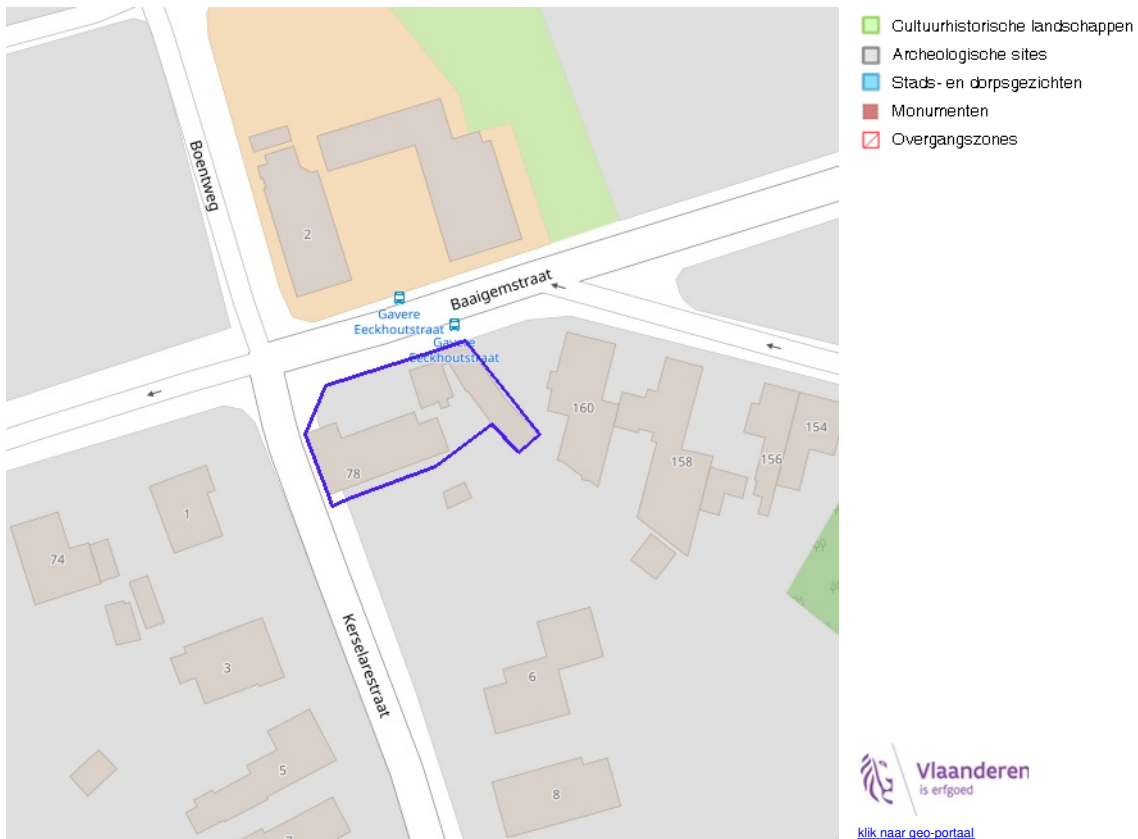 Cultuurhistorische landschappen
Archeologische sites
Stads- en dorpsgezichten
Monumenten
Overgangszones
Boentweg
2
Baaigemstraat
Gavere
Eeckhoutstraat
Gavere
Eeckhoutstraat
160
154
158
156
78
1
74
Kerselarestraat
3
6
5
8
Vlaanderen
is erfgoed
klik naar geo-portaal